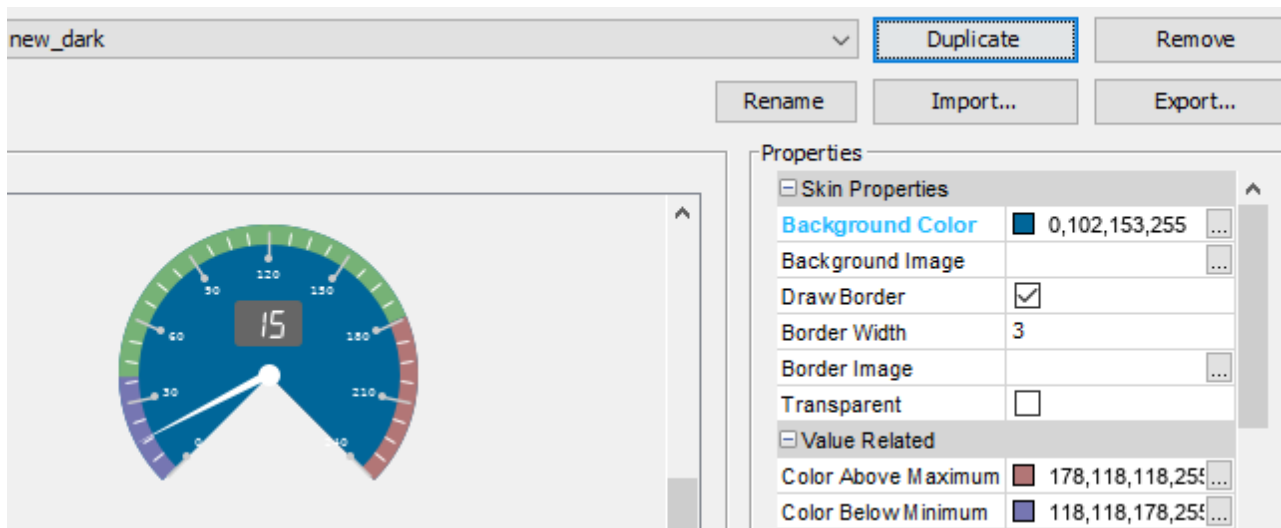 new_dark
Duplicate
Remove
Rename
Import...
Export...
Properties
Skin Properties
Background Color 0,102,153,255 ...
Background Image ...
Draw Border
Border Width 3
Border Image ...
Transparent
Value Related
Color Above Maximum 178,118,118,255 ...
Color Below Minimum 118,118,178,255 ...
120
90
150
15
60
180
30
210
0
240